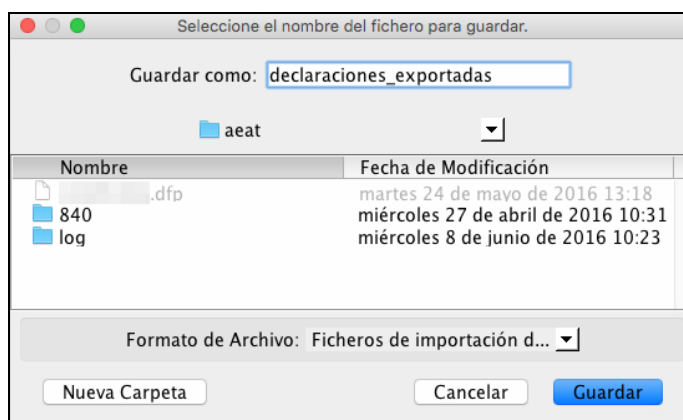 Seleccione el nombre del fichero para guardar.
Guardar como: declaraciones_exportadas
aeat
Nombre Fecha de Modificación
.dfp martes 24 de mayo de 2016 13:18
840 miércoles 27 de abril de 2016 10:31
log miércoles 8 de junio de 2016 10:23
Formato de Archivo: Ficheros de importación d...
Nueva Carpeta Cancelar Guardar